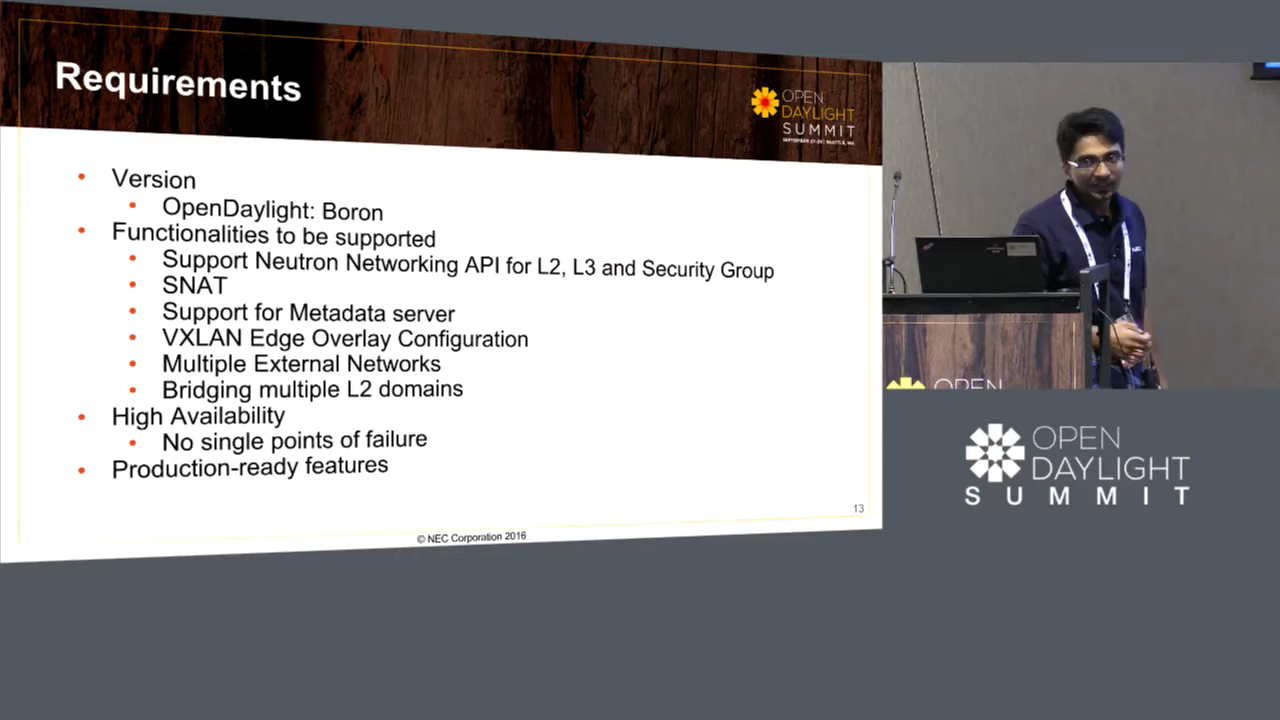 Requirements
OPEN
DAYLIGHT
SUMMIT
• Version
• OpenDaylight: Boron
• Functionalities to be supported
• Support Neutron Networking API for L2, L3 and Security Group
• SNAT
• Support for Metadata server
• VXLAN Edge Overlay Configuration
• Multiple External Networks
• Bridging multiple L2 domains
• High Availability
• No single points of failure
• Production-ready features
13
© NEC Corporation 2016
OPEN
OPEN
DAYLIGHT
SUMMIT